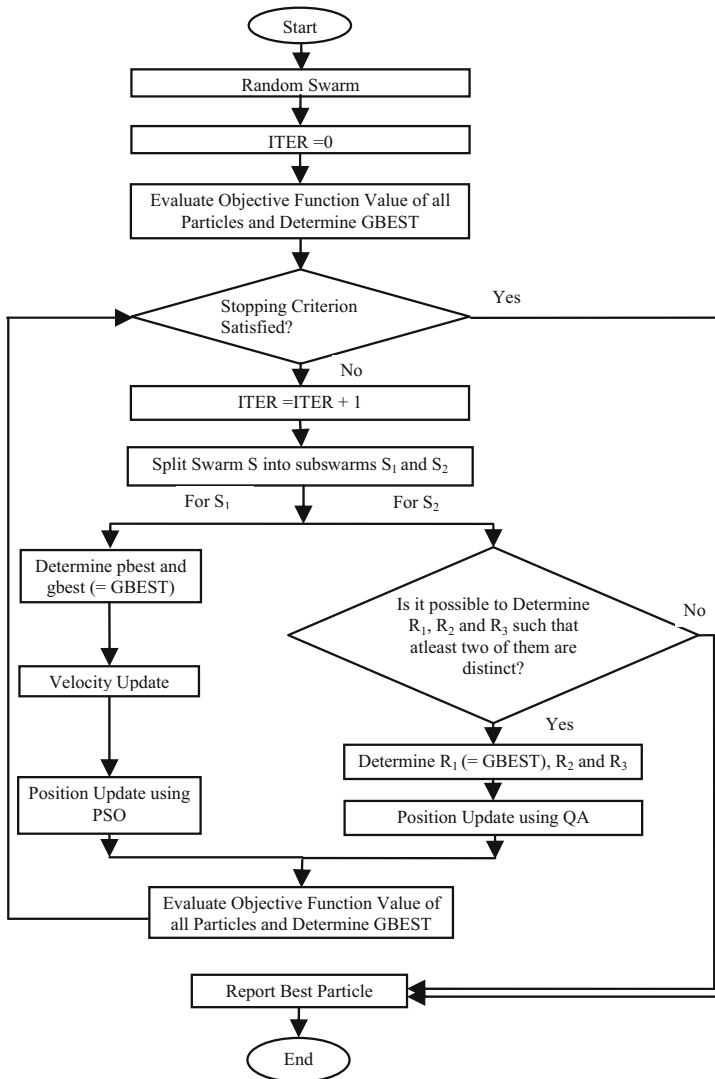 Start
Random Swarm
ITER =0
Evaluate Objective Function Value of all
Particles and Determine GBEST
Stopping Criterion
Satisfied?
Yes
No
ITER =ITER + 1
Split Swarm S into subswarms S₁ and S₂
For S₁
For S₂
Determine pbest and
gbest (= GBEST)
Velocity Update
Position Update using
PSO
Is it possible to Determine
R₁, R₂ and R₃ such that
atleast two of them are
distinct?
No
Yes
Determine R₁ (= GBEST), R₂ and R₃
Position Update using QA
Evaluate Objective Function Value of
all Particles and Determine GBEST
Report Best Particle
End